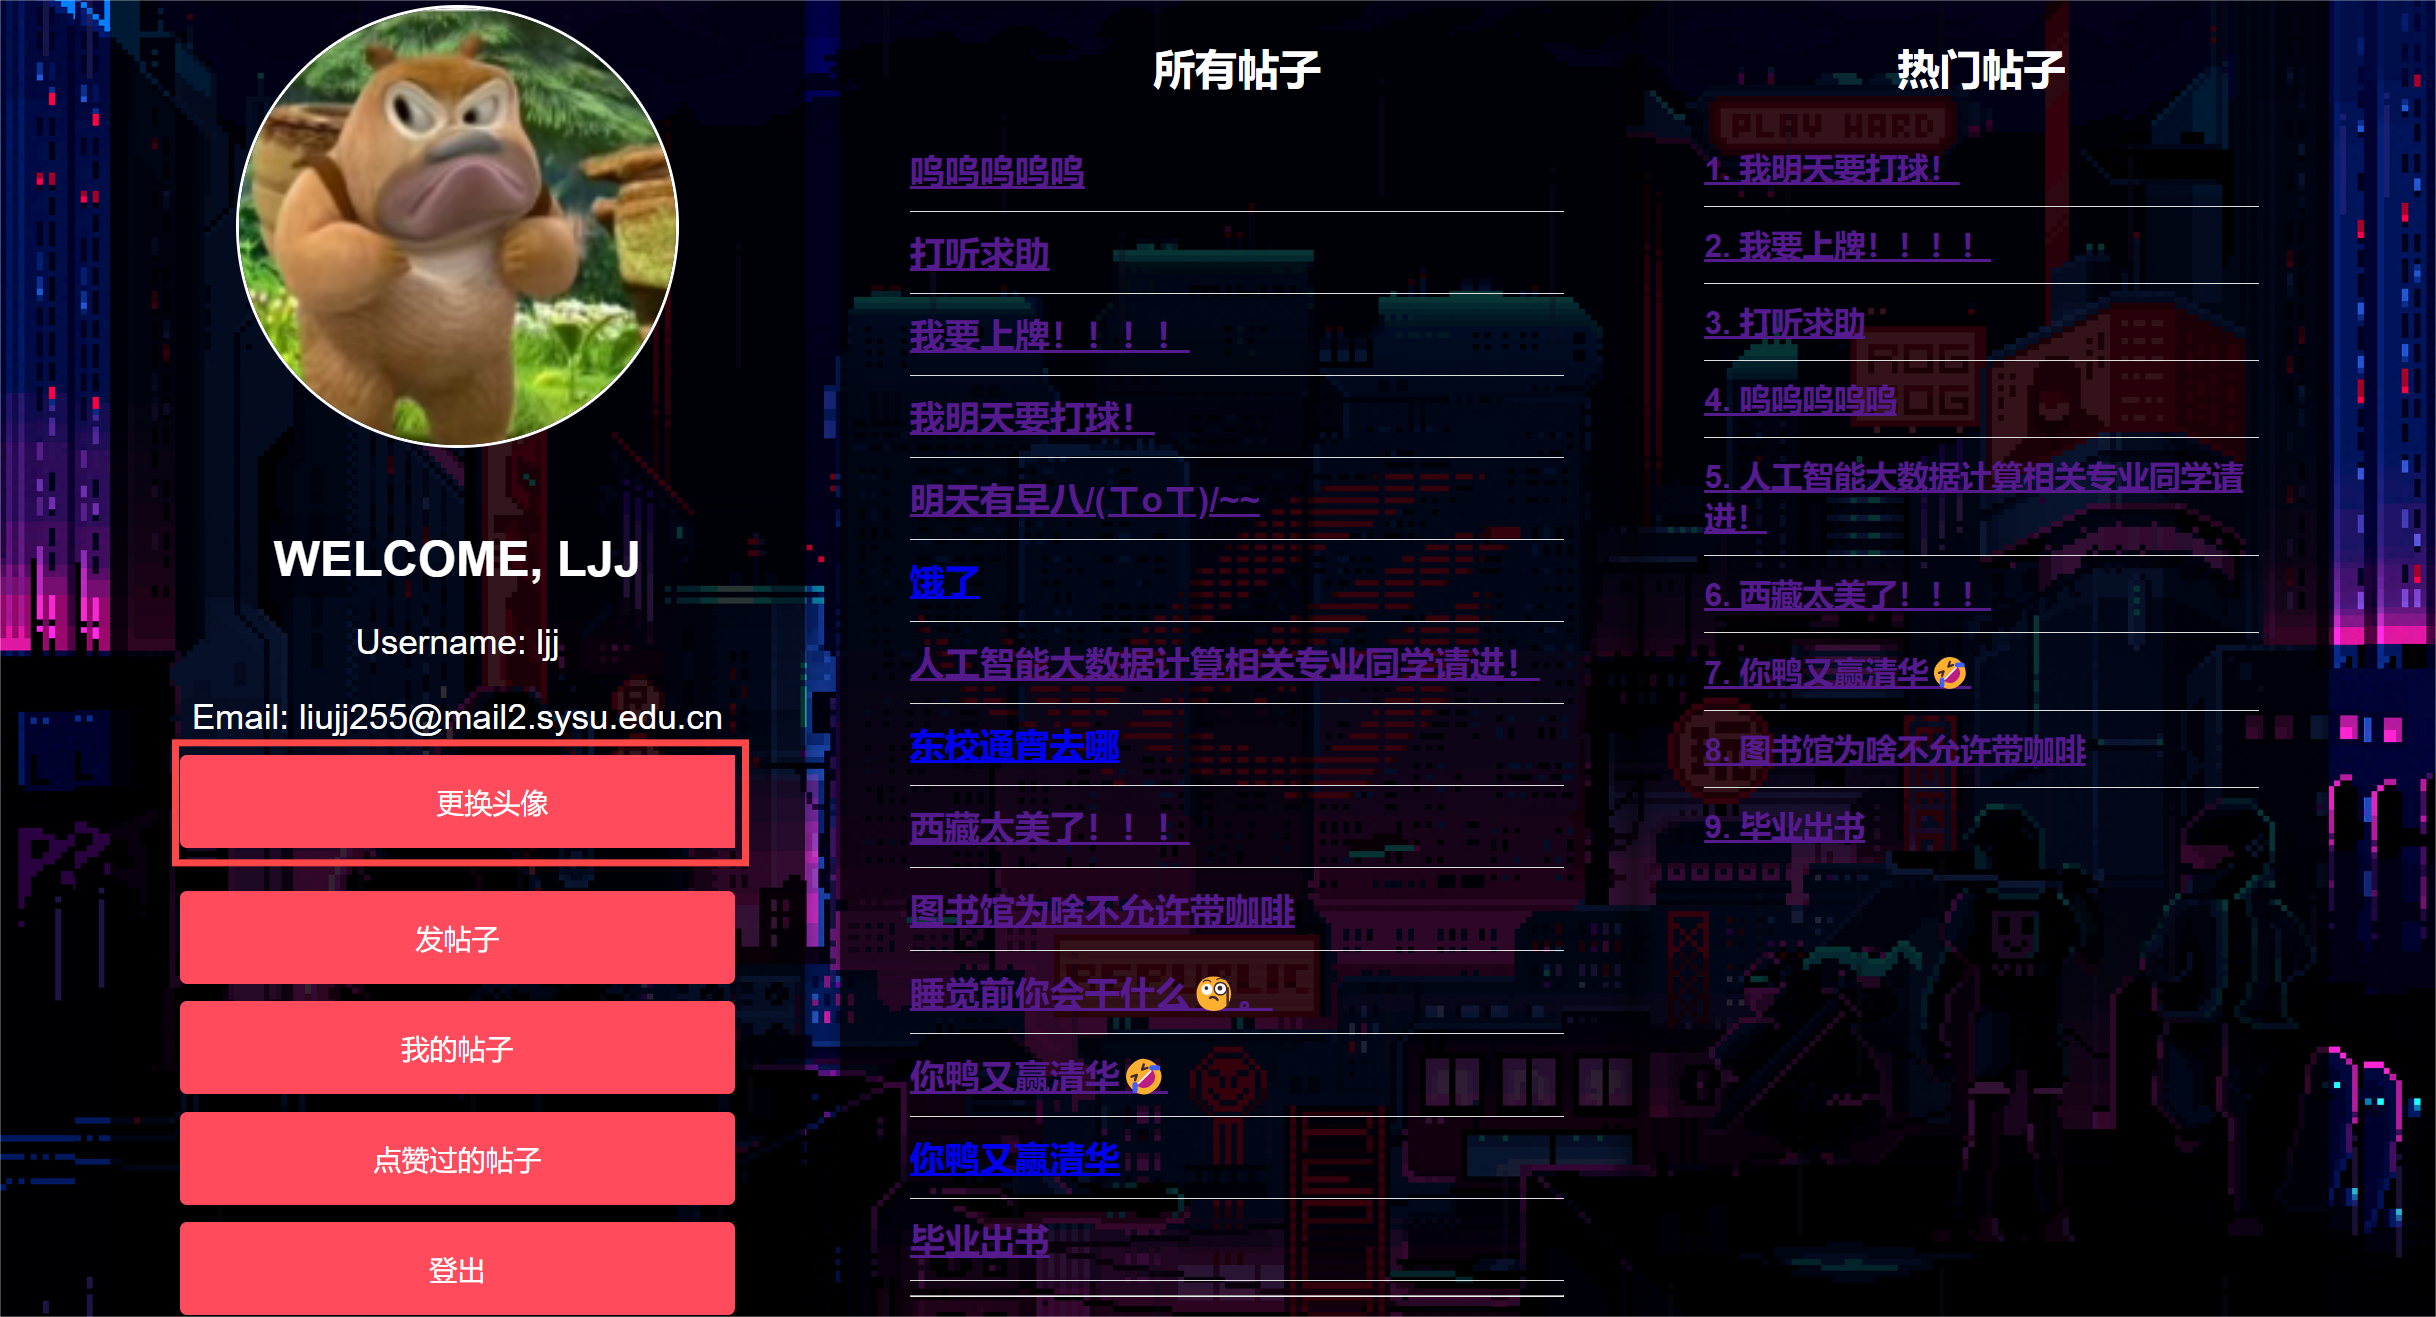 WELCOME, LJJ
Username: ljj
Email: liujj255@mail2.sysu.edu.cn
更换头像
发帖子
我的帖子
点赞过的帖子
登出
所有帖子
呜呜呜呜呜
打听求助
我要上牌！！！！
我明天要打球！
明天有早八/(ㄒoㄒ)/~~
饿了
人工智能大数据计算相关专业同学请进！
东校通宵去哪
西藏太美了！！！
图书馆为啥不允许带咖啡
睡觉前你会干什么🧐。
你鸭又赢清华🤣
你鸭又赢清华
毕业出书
热门帖子
PLAY HARD
1. 我明天要打球！
2. 我要上牌！！！！
3. 打听求助
4. 呜呜呜呜呜
5. 人工智能大数据计算相关专业同学请
进！
6. 西藏太美了！！！
7. 你鸭又赢清华🤣
8. 图书馆为啥不允许带咖啡
9. 毕业出书